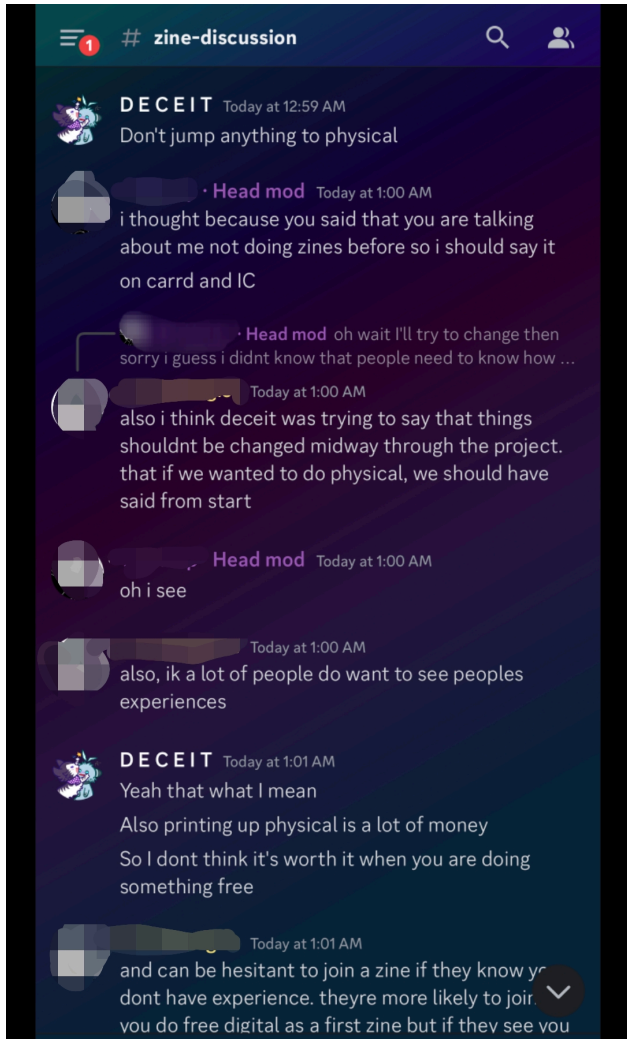 1
# zine-discussion
D E C E I T Today at 12:59 AM
Don't jump anything to physical
· Head mod Today at 1:00 AM
i thought because you said that you are talking
about me not doing zines before so i should say it
on carrd and IC
· Head mod oh wait I'll try to change then
sorry i guess i didnt know that people need to know how ...
Today at 1:00 AM
also i think deceit was trying to say that things
shouldnt be changed midway through the project.
that if we wanted to do physical, we should have
said from start
Head mod Today at 1:00 AM
oh i see
Today at 1:00 AM
also, ik a lot of people do want to see peoples
experiences
D E C E I T Today at 1:01 AM
Yeah that what I mean
Also printing up physical is a lot of money
So I dont think it's worth it when you are doing
something free
Today at 1:01 AM
and can be hesitant to join a zine if they know
dont have experience. theyre more likely to join
you do free digital as a first zine but if they see you